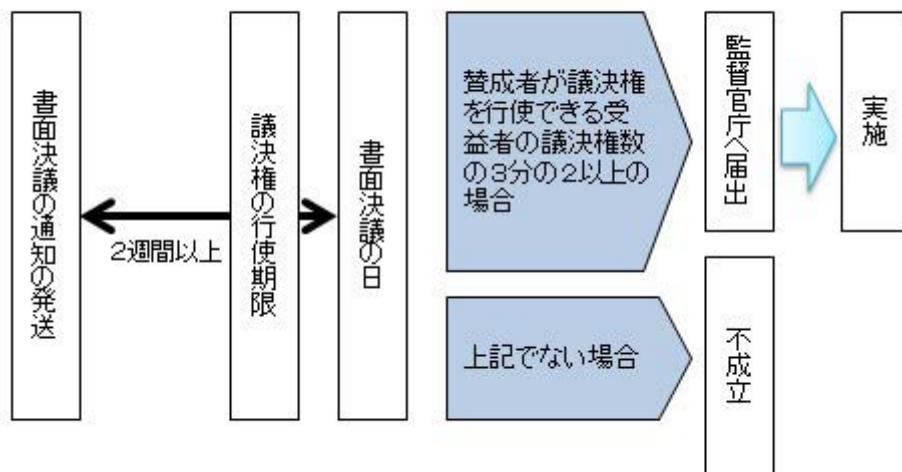 書面決議の通知の発送
2週間以上
議決権の行使期限
書面決議の日
賛成者が議決権
を行使できる受
益者の議決権数
の3分の2以上の
場合
監督官庁へ届出
実施
上記でない場合
不成立